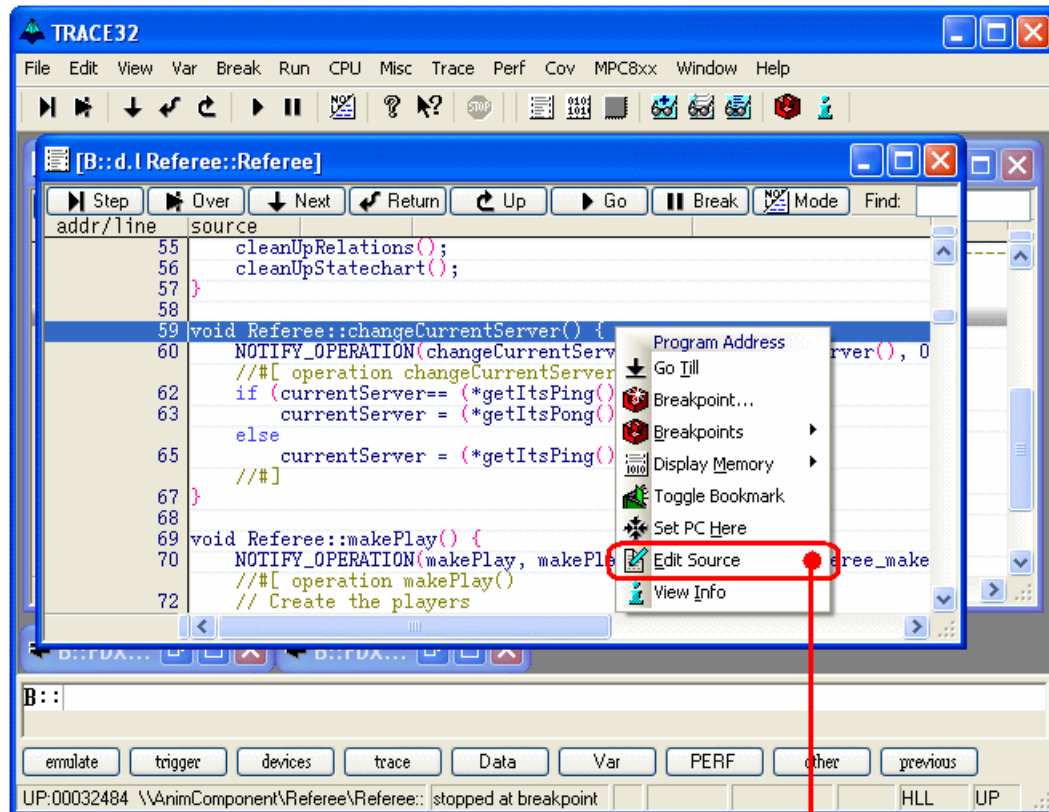 TRACE32
File Edit View Var Break Run CPU Misc Trace Perf Cov MPC8xx Window Help
[B::d.l Referee::Referee]
Step Over Next Return Up Go Break Mode Find:
addr/line source
55 cleanUpRelations();
56 cleanUpStatechart();
57 }
58
59 void Referee::changeCurrentServer() {
60 NOTIFY_OPERATION(changeCurrentServ rver(), 0
//#[ operation changeCurrentServer
62 if (currentServer== (*getItsPing()
63 currentServer = (*getItsPong()
else
65 currentServer = (*getItsPing()
//#]
67 }
68
69 void Referee::makePlay() {
70 NOTIFY_OPERATION(makePlay, makePl eree_make
//#[ operation makePlay()
72 // Create the players
Program Address
Go Till
Breakpoint...
Breakpoints
Display Memory
Toggle Bookmark
Set PC Here
Edit Source
View Info
B::
emulate trigger devices trace Data Var PERF other previous
UP:00032484 \\AnimComponent\Referee\Referee:: stopped at breakpoint HLL UP